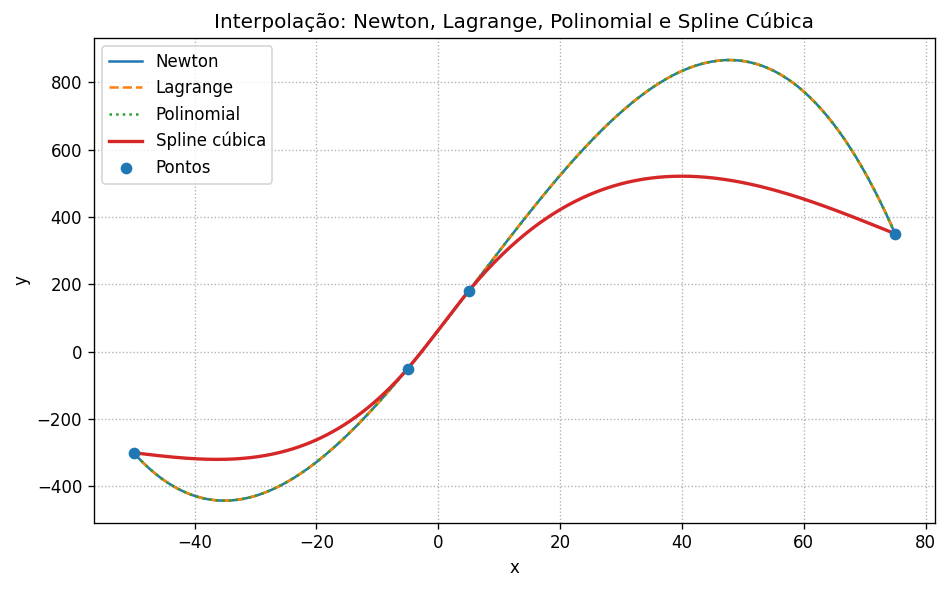 Interpolação: Newton, Lagrange, Polinomial e Spline Cúbica
Newton
Lagrange
Polinomial
Spline cúbica
Pontos
800
600
400
200
0
−200
−400
y
−40
−20
0
20
40
60
80
x